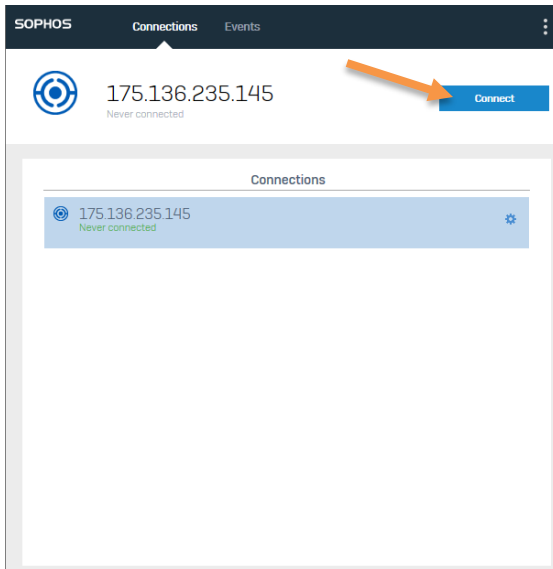 SOPHOS
Connections
Events
175.136.235.145
Never connected
Connect
Connections
175.136.235.145
Never connected